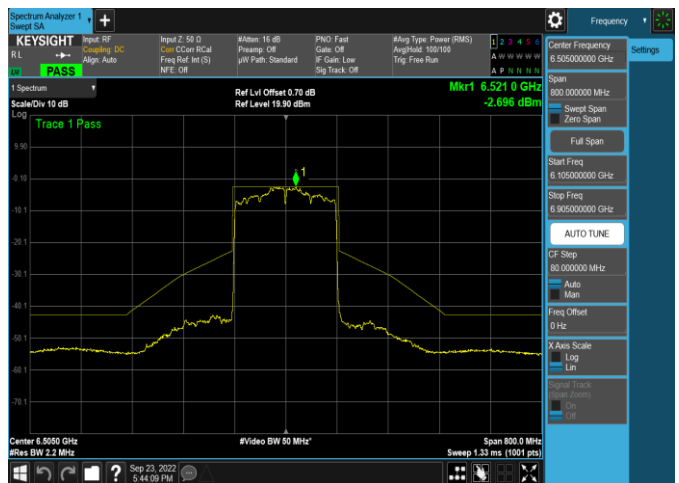 Spectrum Analyzer 1
Swept SA
+
Frequency
KEYSIGHT
RL
LW
PASS
Input: RF
Coupling: DC
Align: Auto
Input Z: 50 Ω
Corr CCorr RCal
Freq Ref: Int (S)
NFE: Off
#Atten: 16 dB
Preamp: Off
µW Path: Standard
PNO: Fast
Gate: Off
IF Gain: Low
Sig Track: Off
#Avg Type: Power (RMS)
Avg|Hold: 100/100
Trig: Free Run
1 2 3 4 5 6
A W W W W W
A P N N N N
1 Spectrum
Scale/Div 10 dB
Ref Lvl Offset 0.70 dB
Ref Level 19.90 dBm
Mkr1 6.521 0 GHz
-2.696 dBm
Log
Trace 1 Pass
9.90
-0.10
-10.1
-20.1
-30.1
-40.1
-50.1
-60.1
-70.1
1
Center 6.5050 GHz
#Res BW 2.2 MHz
#Video BW 50 MHz*
Span 800.0 MHz
Sweep 1.33 ms (1001 pts)
Sep 23, 2022
5:44:09 PM
?
Center Frequency
6.505000000 GHz
Settings
Span
800.000000 MHz
Swept Span
Zero Span
Full Span
Start Freq
6.105000000 GHz
Stop Freq
6.905000000 GHz
AUTO TUNE
CF Step
80.000000 MHz
Auto
Man
Freq Offset
0 Hz
X Axis Scale
Log
Lin
Signal Track
(Span Zoom)
On
Off